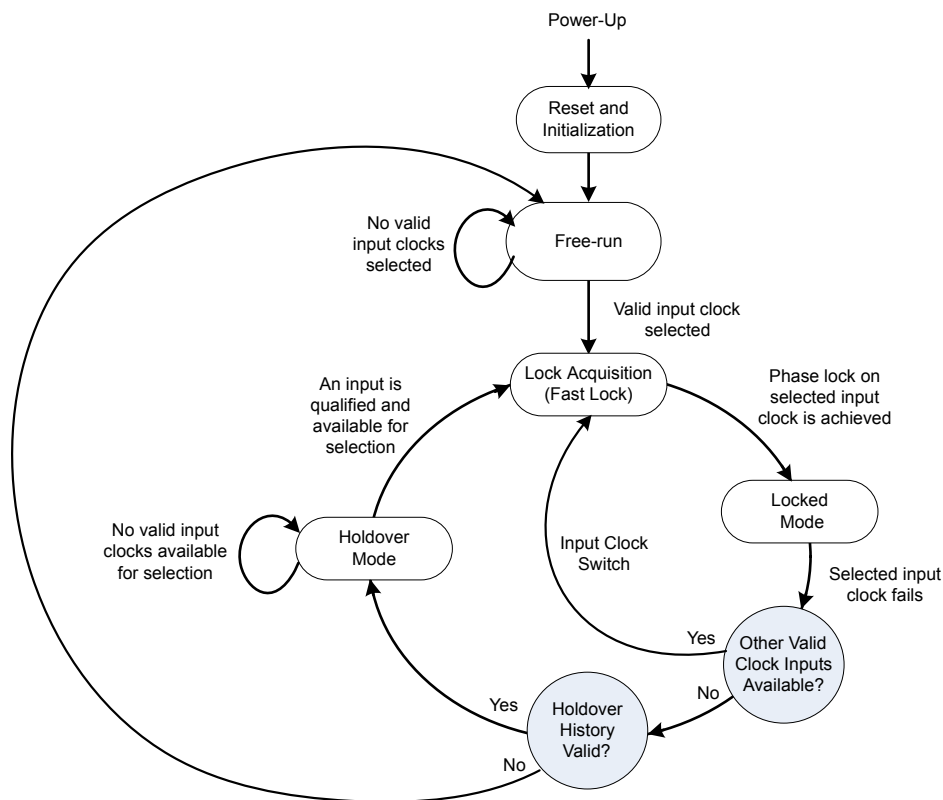 Power-Up
Reset and
Initialization
No valid
input clocks
selected
Free-run
Valid input clock
selected
An input is
qualified and
available for
selection
Lock Acquisition
(Fast Lock)
Phase lock on
selected input
clock is achieved
Locked
Mode
No valid input
clocks available
for selection
Holdover
Mode
Input Clock
Switch
Selected input
clock fails
Yes
Other Valid
Clock Inputs
Available?
No
Yes
Holdover
History
Valid?
No